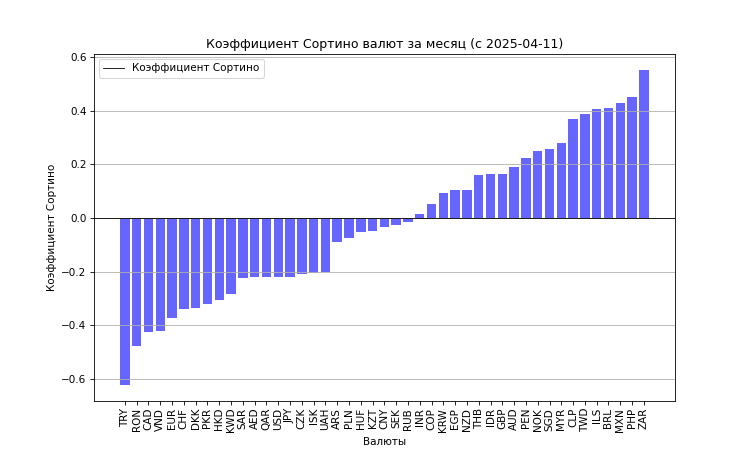 Коэффициент Сортино валют за месяц (с 2025-04-11)
Коэффициент Сортино
0.6
0.4
0.2
0.0
−0.2
−0.4
−0.6
Коэффициент Сортино
TRY RON CAD VND EUR CHF DKK PKR HKD KWD SAR AED QAR USD JPY CZK ISK UAH ARS PLN HUF KZT CNY SEK RUB INR COP KRW EGP NZD THB IDR GBP AUD PEN NOK SGD MYR CLP TWD ILS BRL MXN PHP ZAR
Валюты